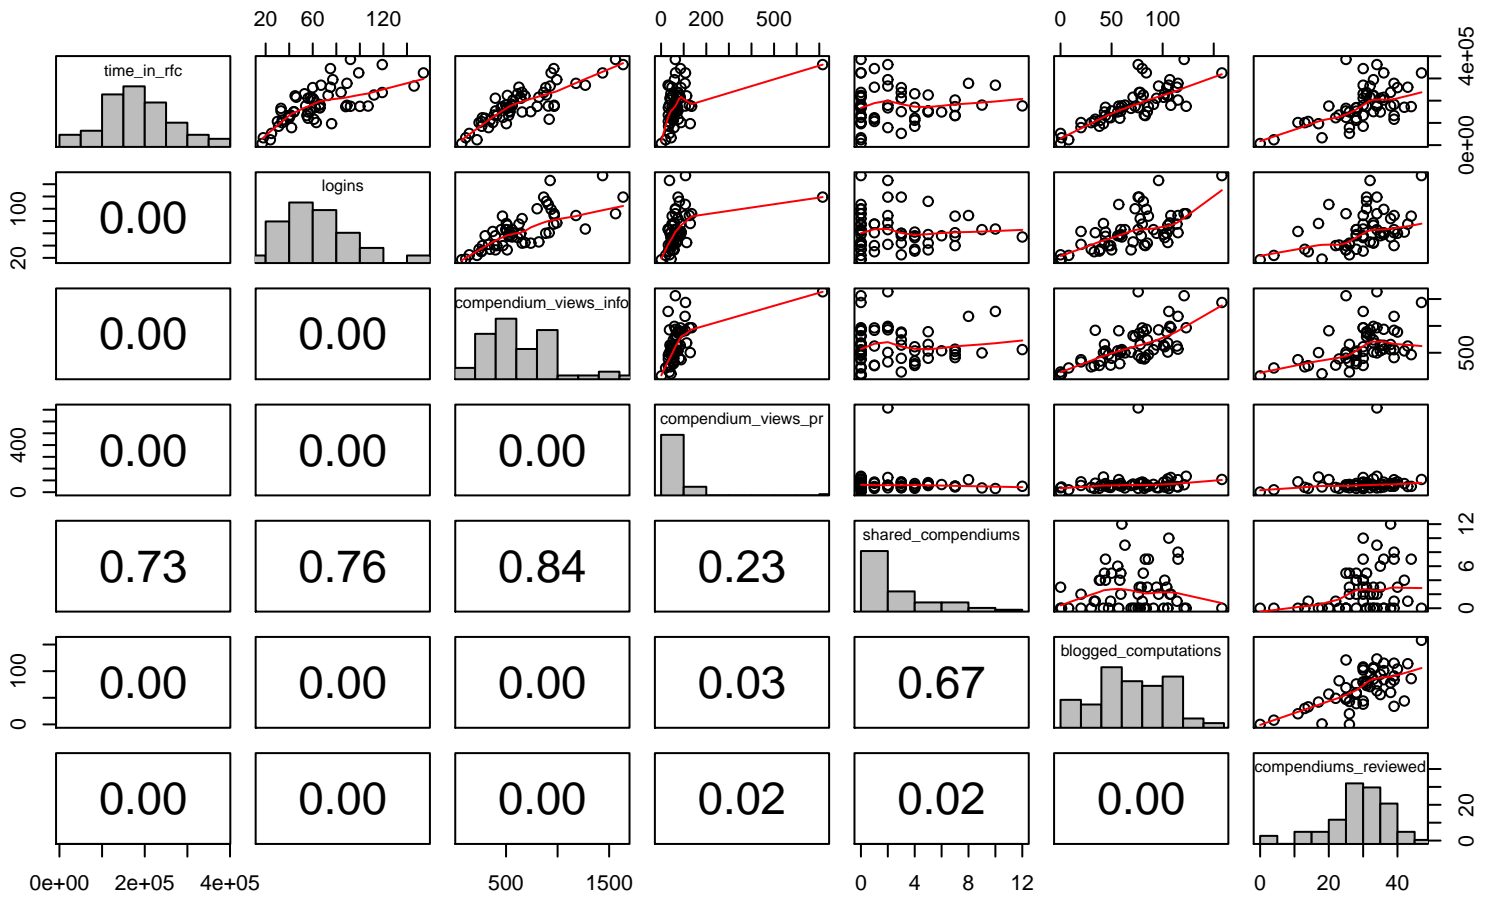 20 60 120
0 200 500
0 50 100
time_in_rfc
0e+00 4e+05
20 100
0.00
logins
0.00 0.00
compendium_views_info
500
0 400
0.00 0.00 0.00
compendium_views_pr
0.73 0.76 0.84 0.23
shared_compendiums
0 6 12
0 100
0.00 0.00 0.00 0.03 0.67
blogged_computations
0.00 0.00 0.00 0.02 0.02 0.00
compendiums_reviewed
0 20
0e+00 2e+05 4e+05
500 1500
0 4 8 12
0 20 40